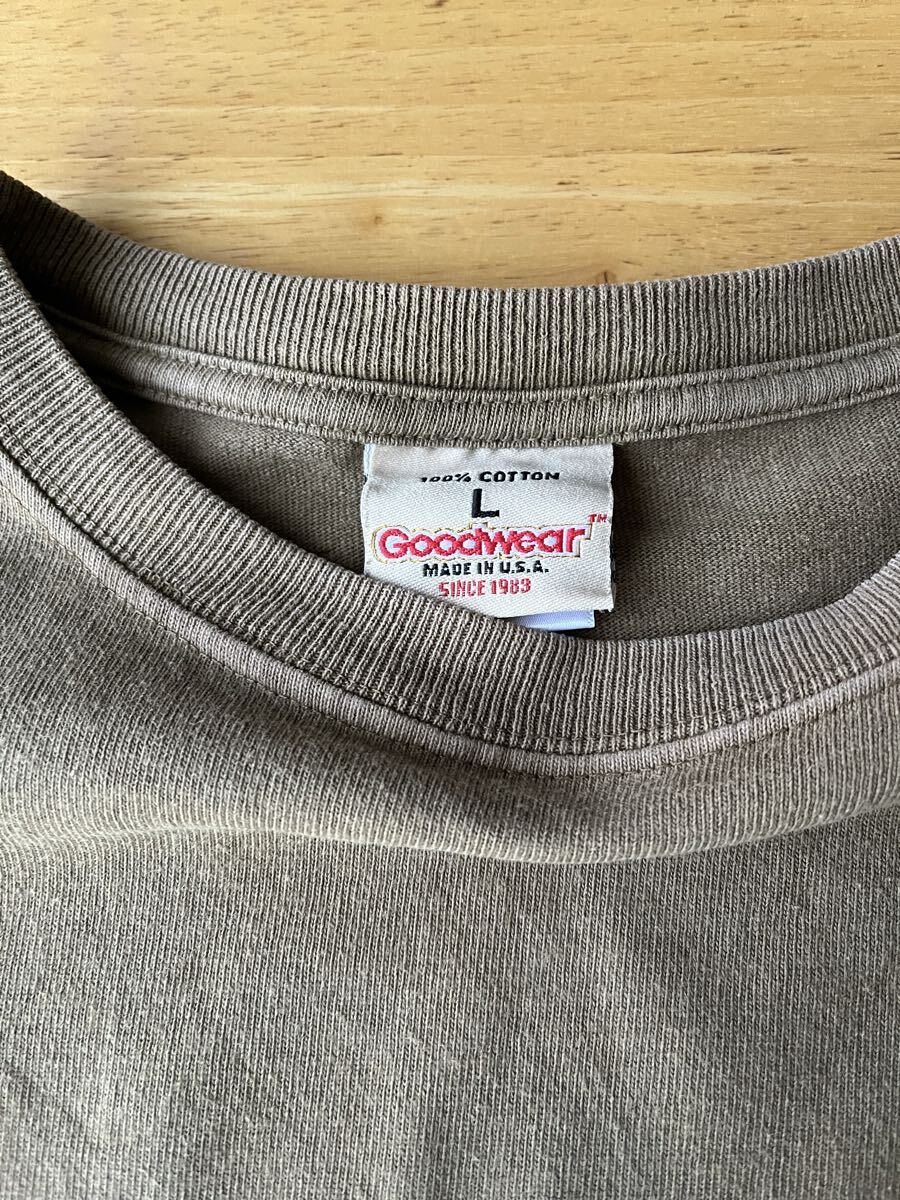 100% COTTON
L
Goodwear™
MADE IN U.S.A.
SINCE 1983